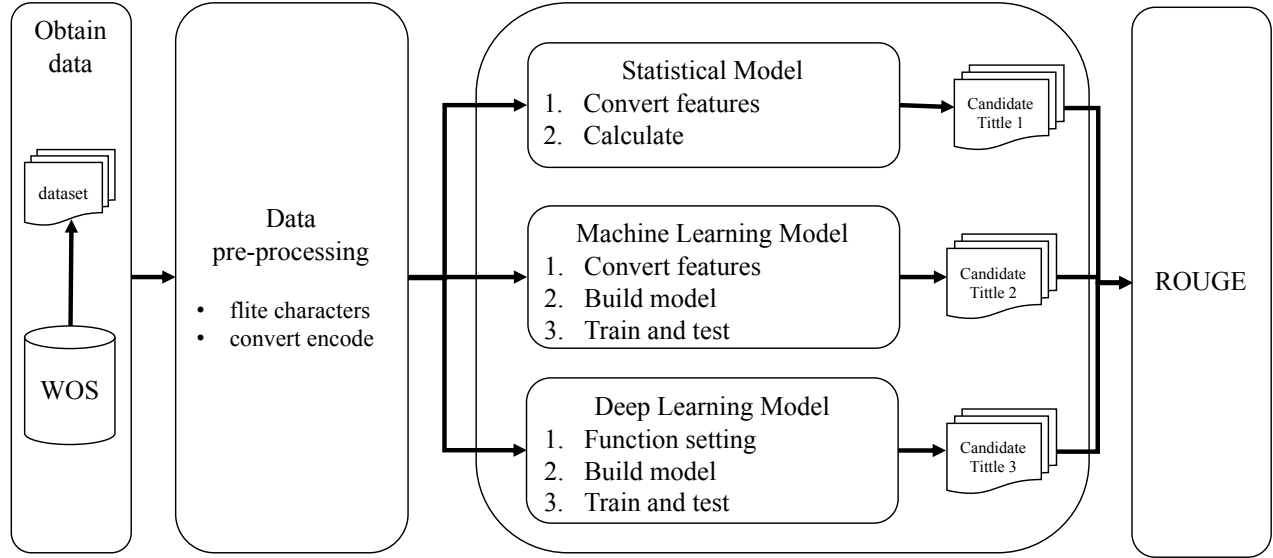 Obtain
data
dataset
WOS
Data
pre-processing
• flite characters
• convert encode
Statistical Model
1. Convert features
2. Calculate
Candidate
Tittle 1
Machine Learning Model
1. Convert features
2. Build model
3. Train and test
Candidate
Tittle 2
Deep Learning Model
1. Function setting
2. Build model
3. Train and test
Candidate
Tittle 3
ROUGE